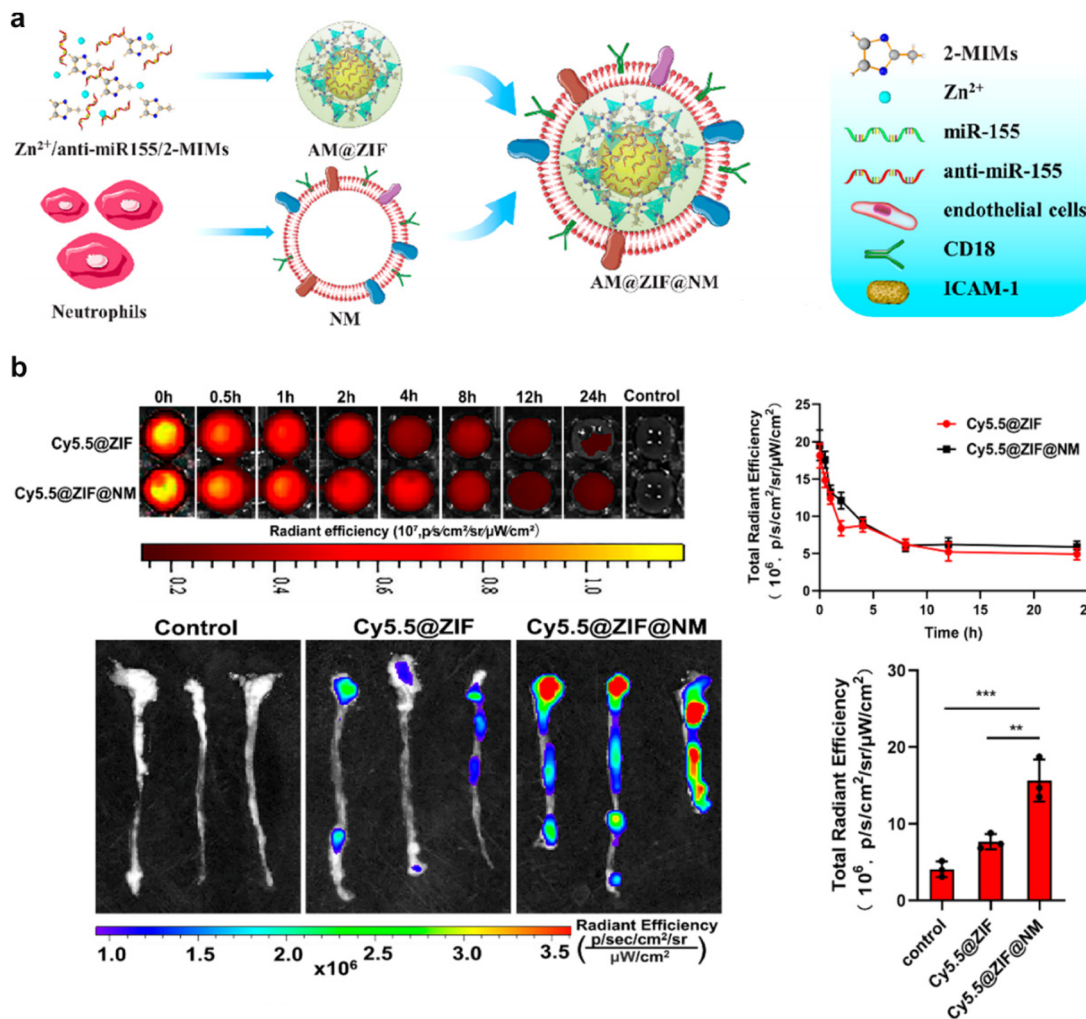 a
Zn²⁺/anti-miR155/2-MIMs
AM@ZIF
Neutrophils
NM
AM@ZIF@NM
2-MIMs
Zn²⁺
miR-155
anti-miR-155
endothelial cells
CD18
ICAM-1
b
0h 0.5h 1h 2h 4h 8h 12h 24h Control
Cy5.5@ZIF
Cy5.5@ZIF@NM
Radiant efficiency (10⁷,p/s/cm²/sr/μW/cm²)
0.2 0.4 0.6 0.8 1.0
Total Radiant Efficiency
( 10⁶. p/s/cm²/sr/μW/cm²)
25
20
15
10
5
0
0 5 10 15 20 2
Time (h)
Cy5.5@ZIF
Cy5.5@ZIF@NM
Control Cy5.5@ZIF Cy5.5@ZIF@NM
1.0 1.5 2.0 2.5 3.0 3.5
x10⁶
Radiant Efficiency
(p/sec/cm²/sr
μW/cm²)
Total Radiant Efficiency
( 10⁶. p/s/cm²/sr/μW/cm²)
30
20
10
0
***
**
control
Cy5.5@ZIF
Cy5.5@ZIF@NM